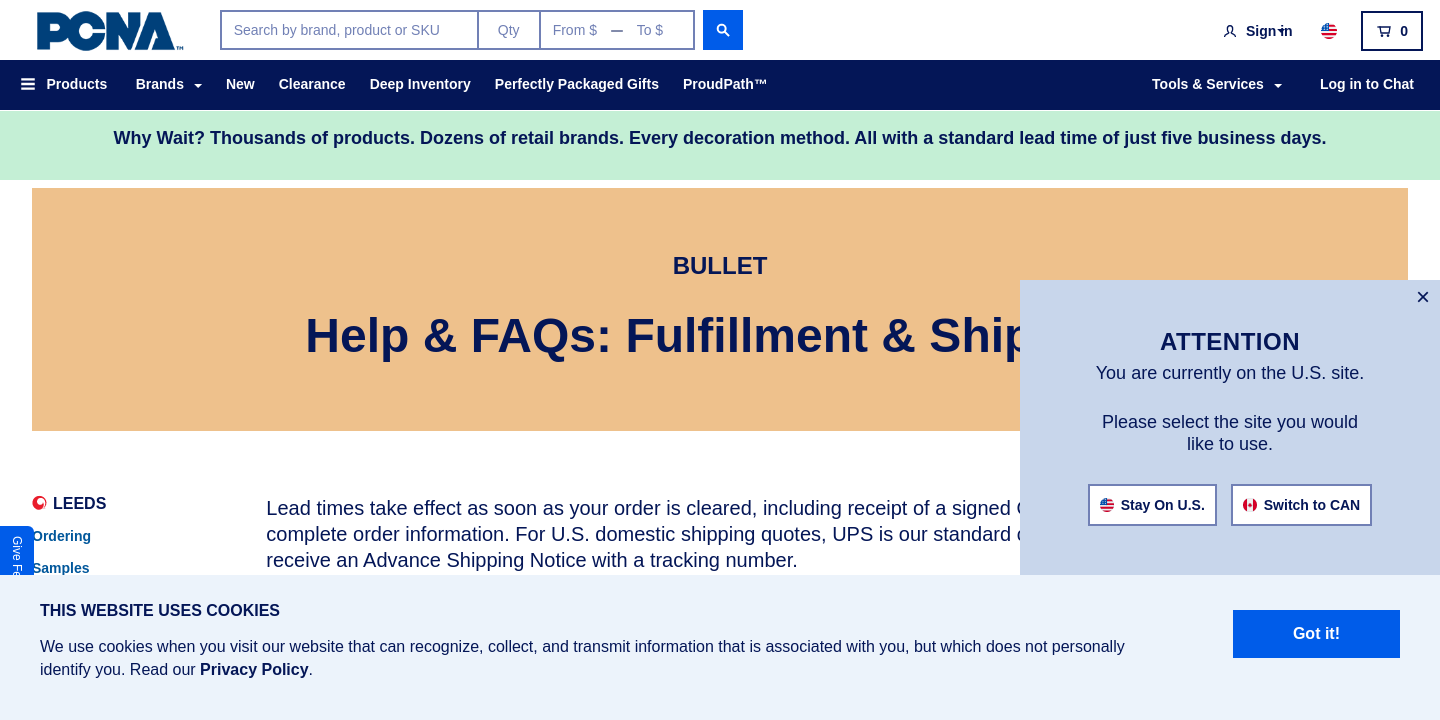 PCNA™
Search by brand, product or SKU
Qty
From $ — To $
Sign In
0
Products
Brands
New
Clearance
Deep Inventory
Perfectly Packaged Gifts
ProudPath™
Tools & Services
Log in to Chat
Why Wait? Thousands of products. Dozens of retail brands. Every decoration method. All with a standard lead time of just five business days.
BULLET
Help & FAQs: Fulfillment & Ship
×
ATTENTION
You are currently on the U.S. site.
Please select the site you would
like to use.
Stay On U.S.
Switch to CAN
LEEDS
Ordering
Samples
Give Fe
Lead times take effect as soon as your order is cleared, including receipt of a signed
complete order information. For U.S. domestic shipping quotes, UPS is our standard
receive an Advance Shipping Notice with a tracking number.
THIS WEBSITE USES COOKIES
We use cookies when you visit our website that can recognize, collect, and transmit information that is associated with you, but which does not personally
identify you. Read our Privacy Policy.
Got it!